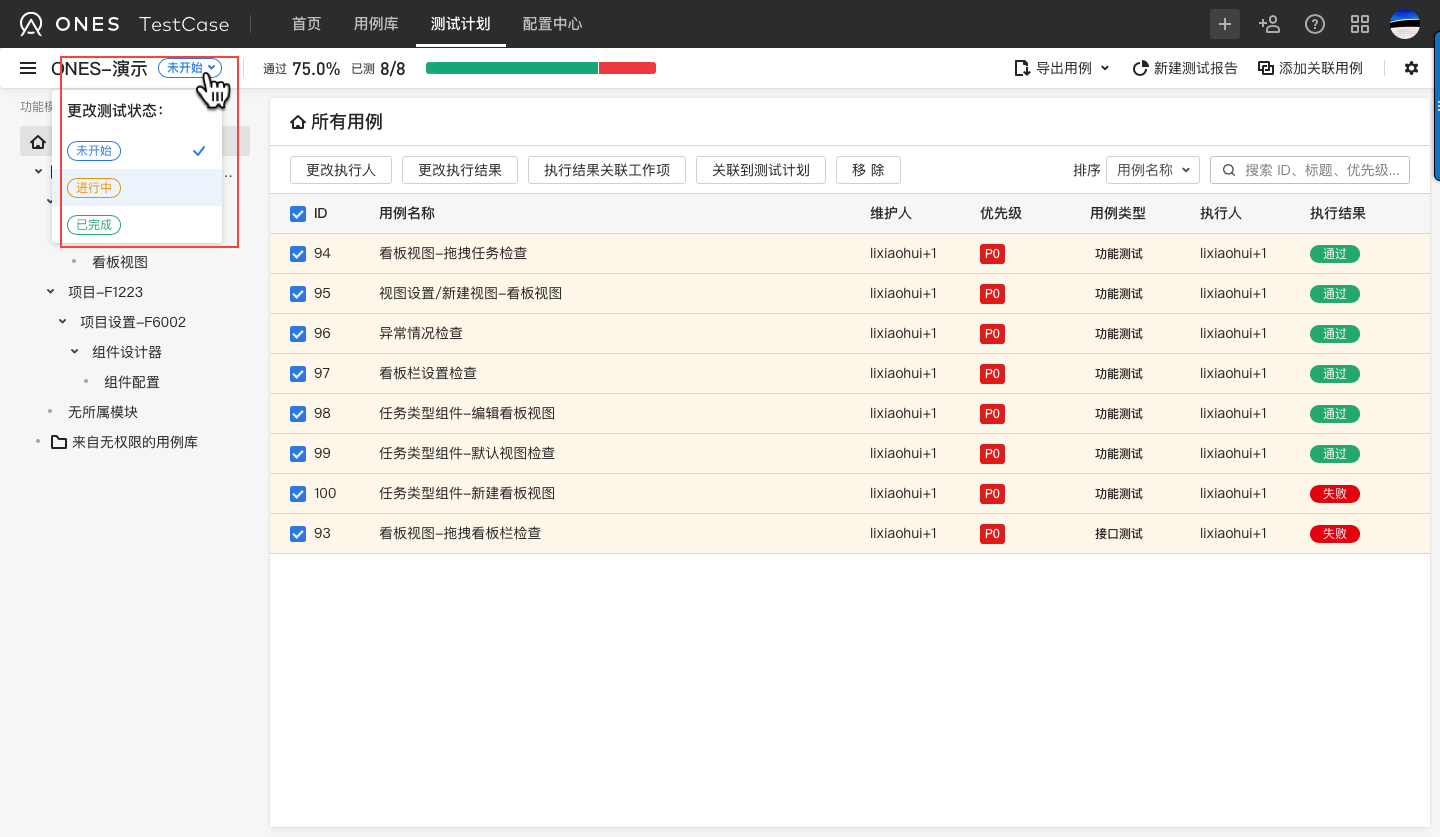 ONES TestCase 首页 用例库 测试计划 配置中心
ONES-演示 未开始 通过 75.0% 已测 8/8 导出用例 新建测试报告 添加关联用例
功能模
更改测试状态：
未开始
进行中
已完成
看板视图
项目-F1223
项目设置-F6002
组件设计器
组件配置
无所属模块
来自无权限的用例库
所有用例
更改执行人 更改执行结果 执行结果关联工作项 关联到测试计划 移 除 排序 用例名称 搜索 ID、标题、优先级...
ID 用例名称 维护人 优先级 用例类型 执行人 执行结果
94 看板视图-拖拽任务检查 lixiaohui+1 P0 功能测试 lixiaohui+1 通过
95 视图设置/新建视图-看板视图 lixiaohui+1 P0 功能测试 lixiaohui+1 通过
96 异常情况检查 lixiaohui+1 P0 功能测试 lixiaohui+1 通过
97 看板栏设置检查 lixiaohui+1 P0 功能测试 lixiaohui+1 通过
98 任务类型组件-编辑看板视图 lixiaohui+1 P0 功能测试 lixiaohui+1 通过
99 任务类型组件-默认视图检查 lixiaohui+1 P0 功能测试 lixiaohui+1 通过
100 任务类型组件-新建看板视图 lixiaohui+1 P0 功能测试 lixiaohui+1 失败
93 看板视图-拖拽看板栏检查 lixiaohui+1 P0 接口测试 lixiaohui+1 失败